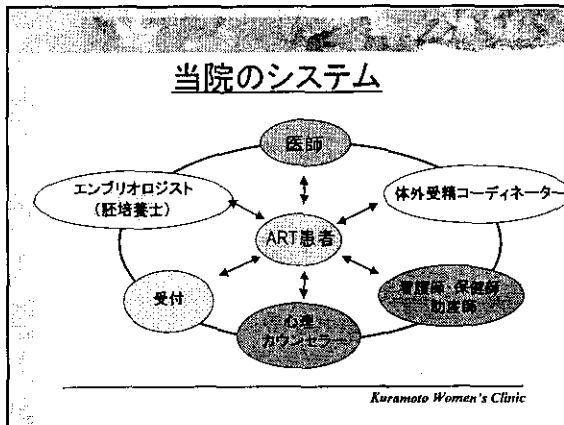 当院のシステム
医師
エンブリオロジスト
(胚培養士)
体外受精コーディネーター
ART患者
受付
看護師・保健師
助産師
心理
カウンセラー
Kuramoto Women's Clinic